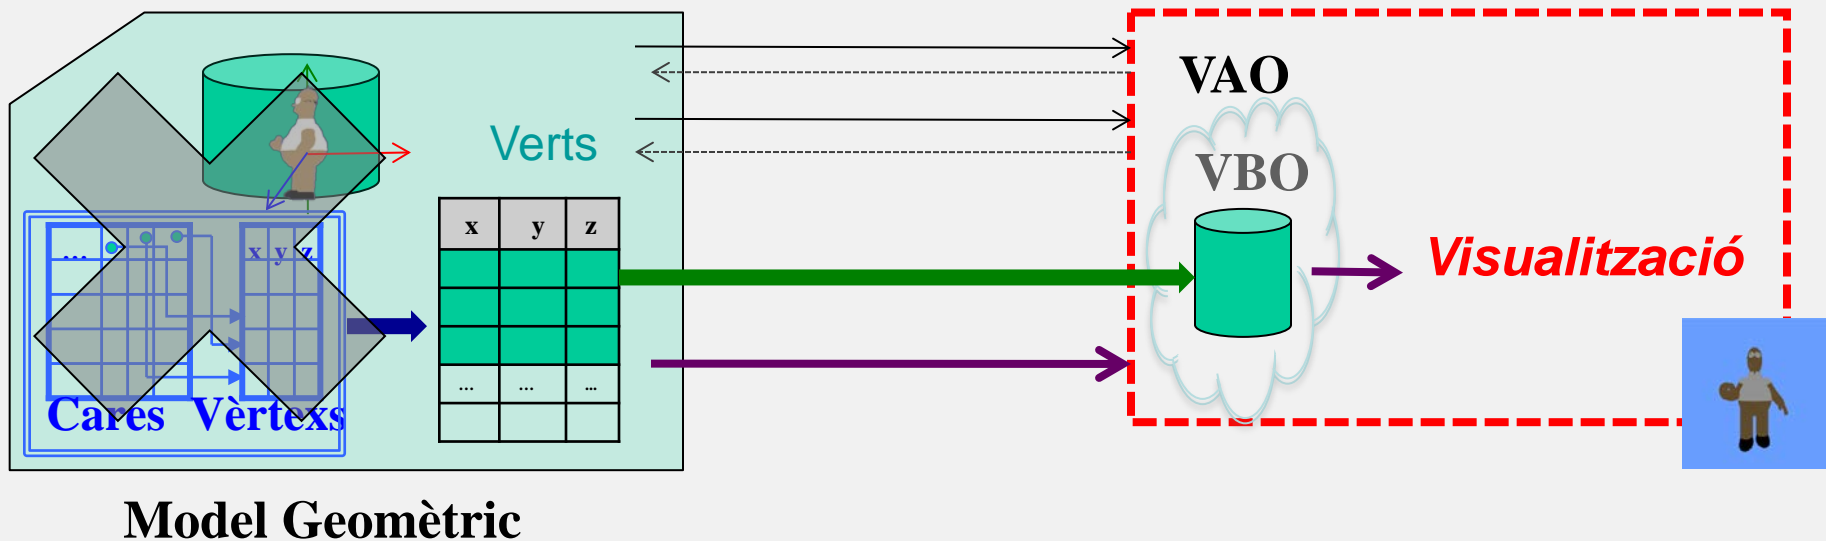 VAO
Verts
VBO
x y z
... x y z
Visualització
... ... ...
Cares Vèrtexs
Model Geomètric